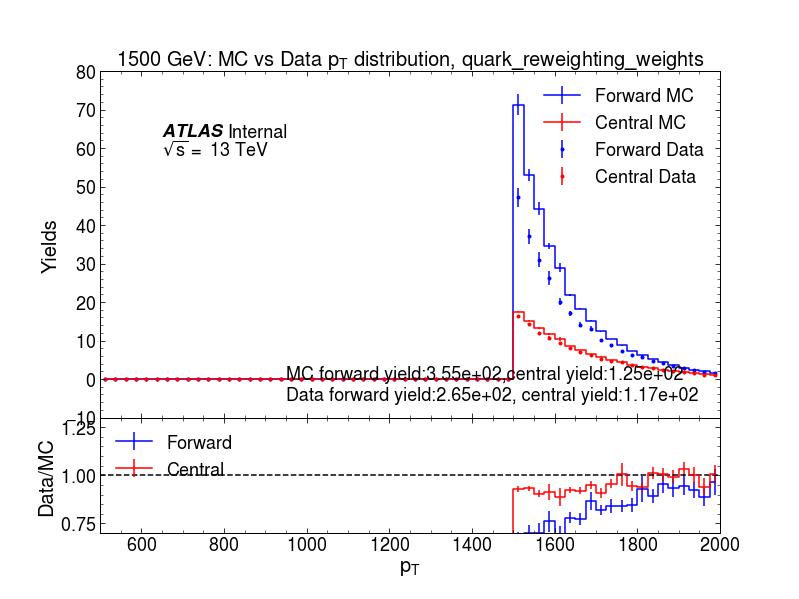 1500 GeV: MC vs Data p_T distribution, quark_reweighting_weights
80
70
60
50
40
30
20
10
0
−10
Yields
ATLAS Internal
√s = 13 TeV
Forward MC
Central MC
Forward Data
Central Data
MC forward yield:3.55e+02,central yield:1.25e+02
Data forward yield:2.65e+02, central yield:1.17e+02
1.25
1.00
0.75
Data/MC
Forward
Central
600 800 1000 1200 1400 1600 1800 2000
p_T